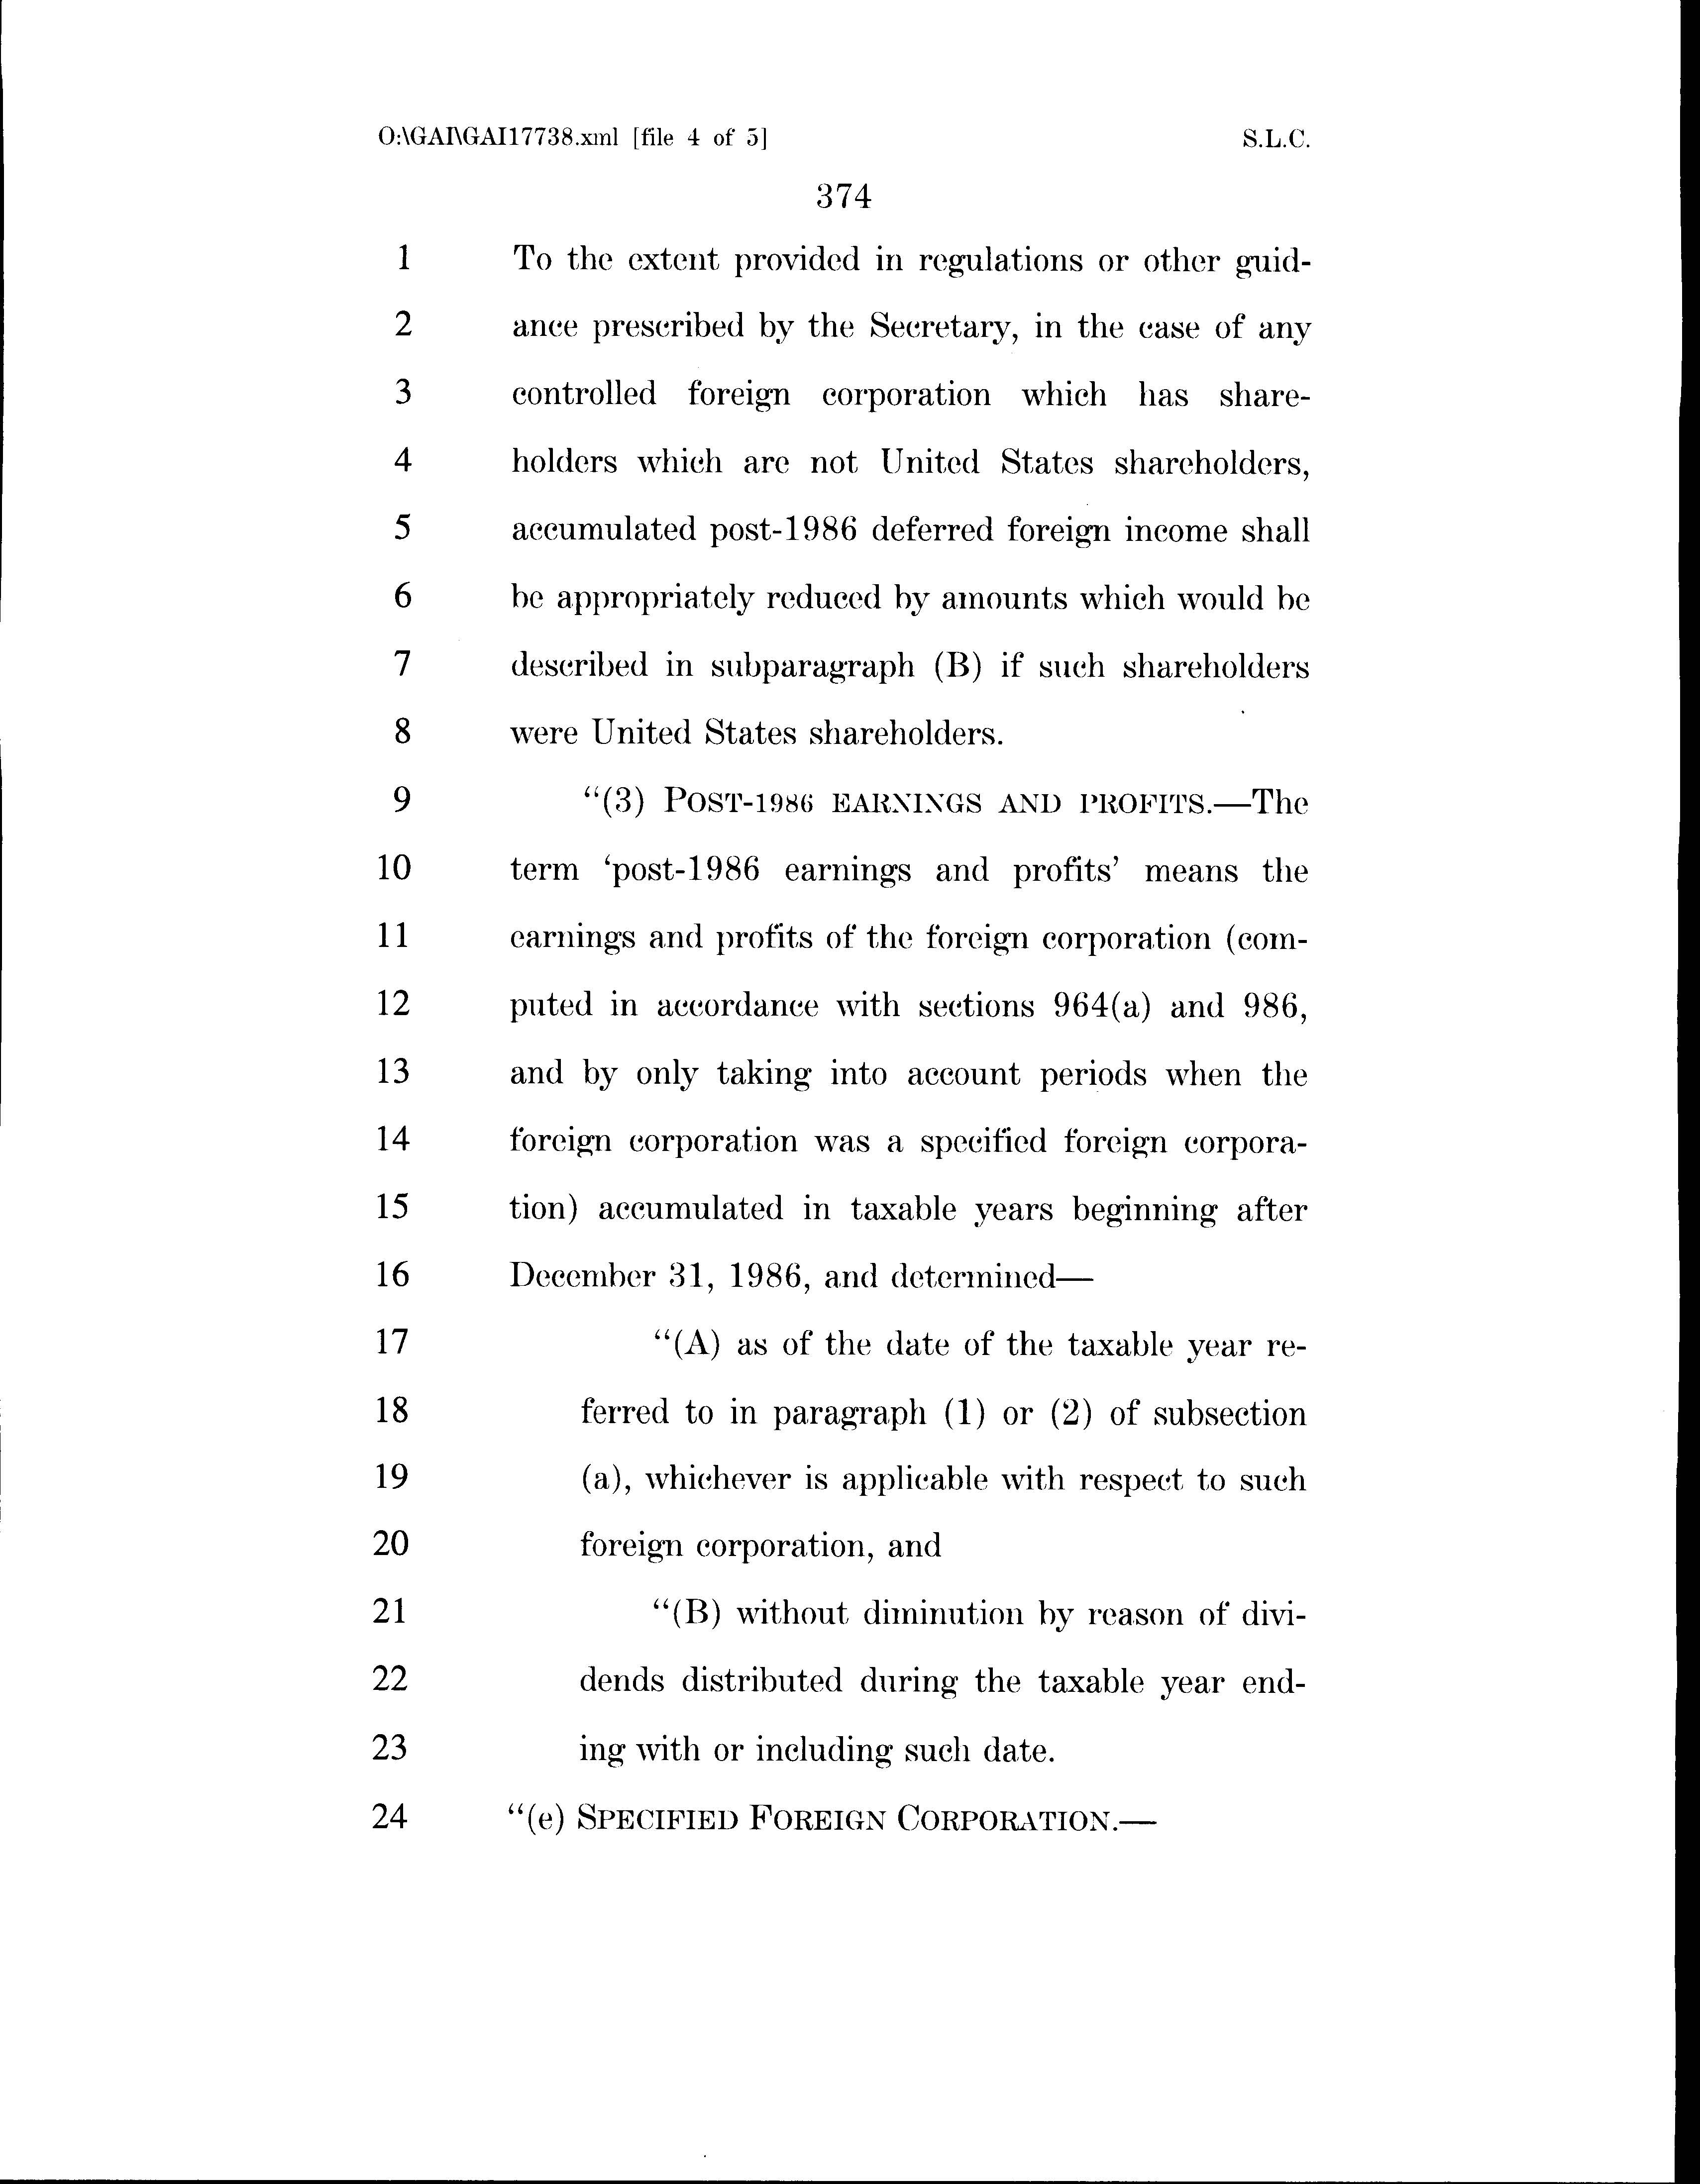 O:\GAI\GAI17738.xml [file 4 of 5] S.L.C.
374
1 To the extent provided in regulations or other guid-
2 ance prescribed by the Secretary, in the case of any
3 controlled foreign corporation which has share-
4 holders which are not United States shareholders,
5 accumulated post-1986 deferred foreign income shall
6 be appropriately reduced by amounts which would be
7 described in subparagraph (B) if such shareholders
8 were United States shareholders.
9 “(3) POST-1986 EARNINGS AND PROFITS.—The
10 term ‘post-1986 earnings and profits’ means the
11 earnings and profits of the foreign corporation (com-
12 puted in accordance with sections 964(a) and 986,
13 and by only taking into account periods when the
14 foreign corporation was a specified foreign corpora-
15 tion) accumulated in taxable years beginning after
16 December 31, 1986, and determined—
17 “(A) as of the date of the taxable year re-
18 ferred to in paragraph (1) or (2) of subsection
19 (a), whichever is applicable with respect to such
20 foreign corporation, and
21 “(B) without diminution by reason of divi-
22 dends distributed during the taxable year end-
23 ing with or including such date.
24 “(e) SPECIFIED FOREIGN CORPORATION.—